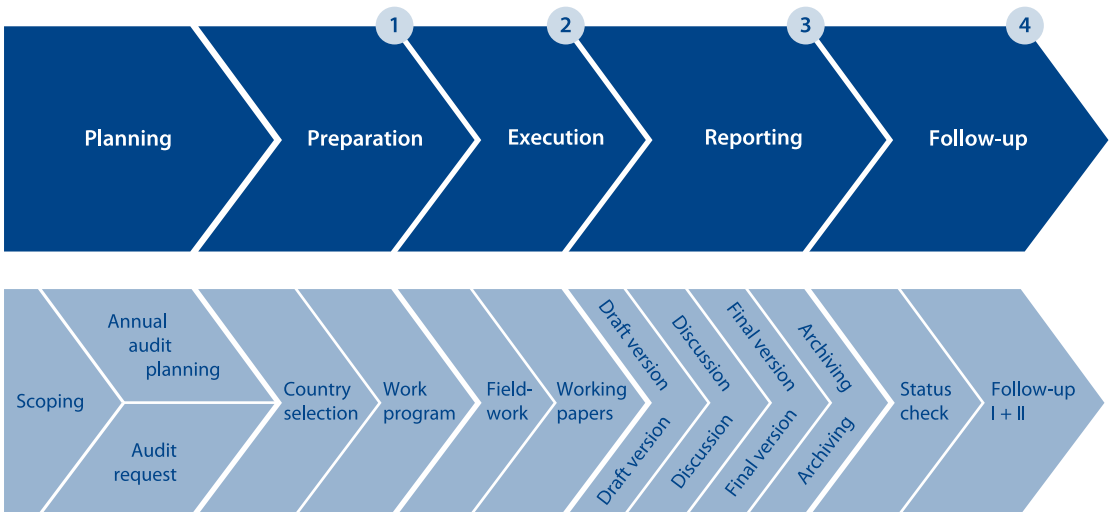 1
2
3
4
Planning
Preparation
Execution
Reporting
Follow-up
Scoping
Annual
audit
planning
Audit
request
Country
selection
Work
program
Field-
work
Working
papers
Draft version
Discussion
Final version
Archiving
Draft version
Discussion
Final version
Archiving
Status
check
Follow-up
I + II